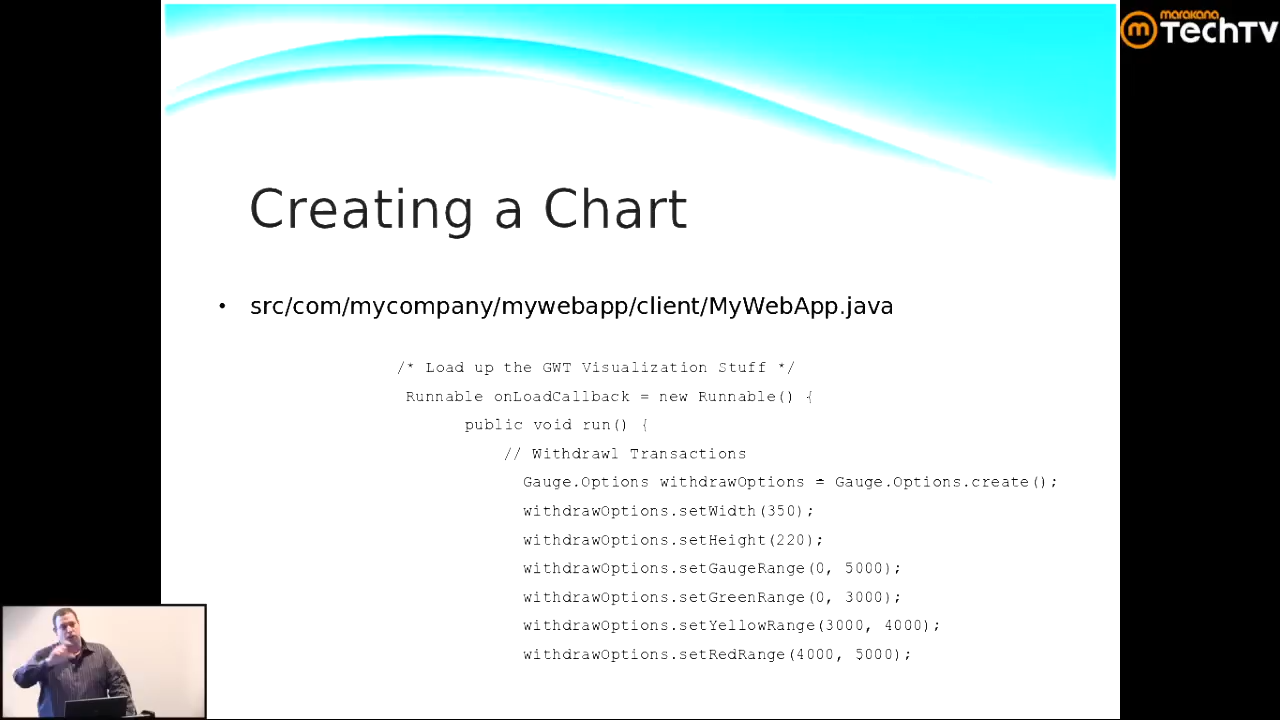 marakana
TechTV
Creating a Chart
• src/com/mycompany/mywebapp/client/MyWebApp.java
/* Load up the GWT Visualization Stuff */
Runnable onLoadCallback = new Runnable() {
public void run() {
// Withdrawl Transactions
Gauge.Options withdrawOptions = Gauge.Options.create();
withdrawOptions.setWidth(350);
withdrawOptions.setHeight(220);
withdrawOptions.setGaugeRange(0, 5000);
withdrawOptions.setGreenRange(0, 3000);
withdrawOptions.setYellowRange(3000, 4000);
withdrawOptions.setRedRange(4000, 5000);